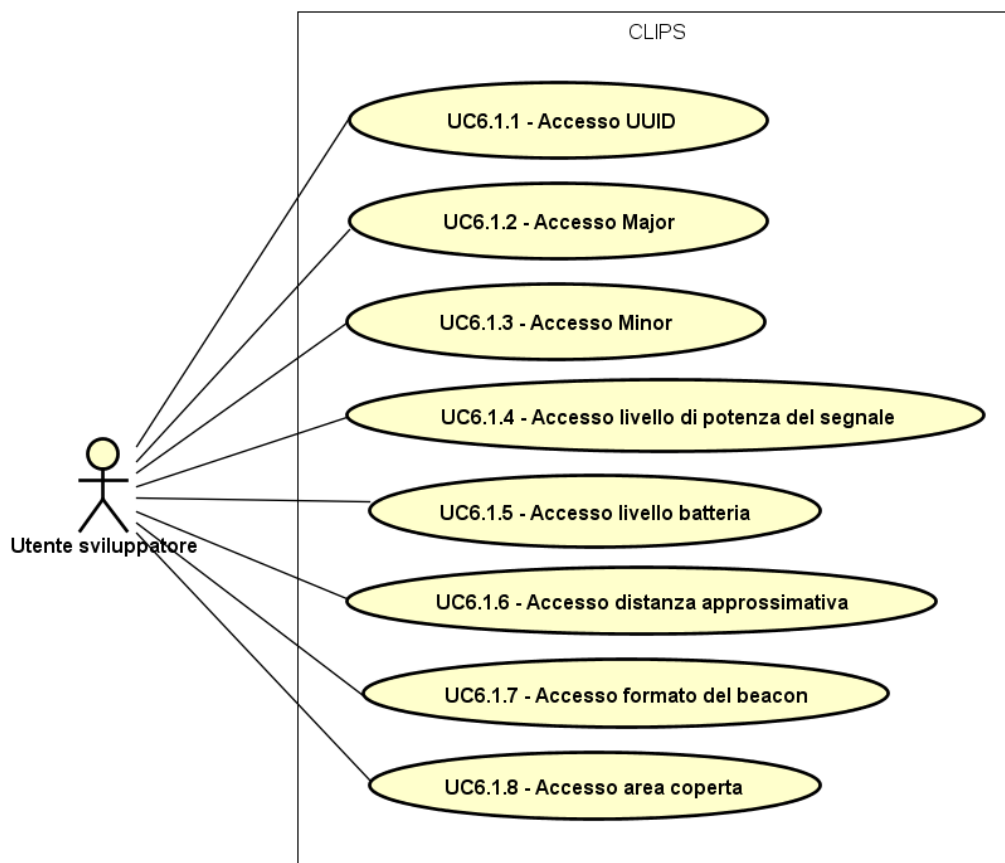 CLIPS
UC6.1.1 - Accesso UUID
UC6.1.2 - Accesso Major
UC6.1.3 - Accesso Minor
UC6.1.4 - Accesso livello di potenza del segnale
UC6.1.5 - Accesso livello batteria
Utente sviluppatore
UC6.1.6 - Accesso distanza approssimativa
UC6.1.7 - Accesso formato del beacon
UC6.1.8 - Accesso area coperta